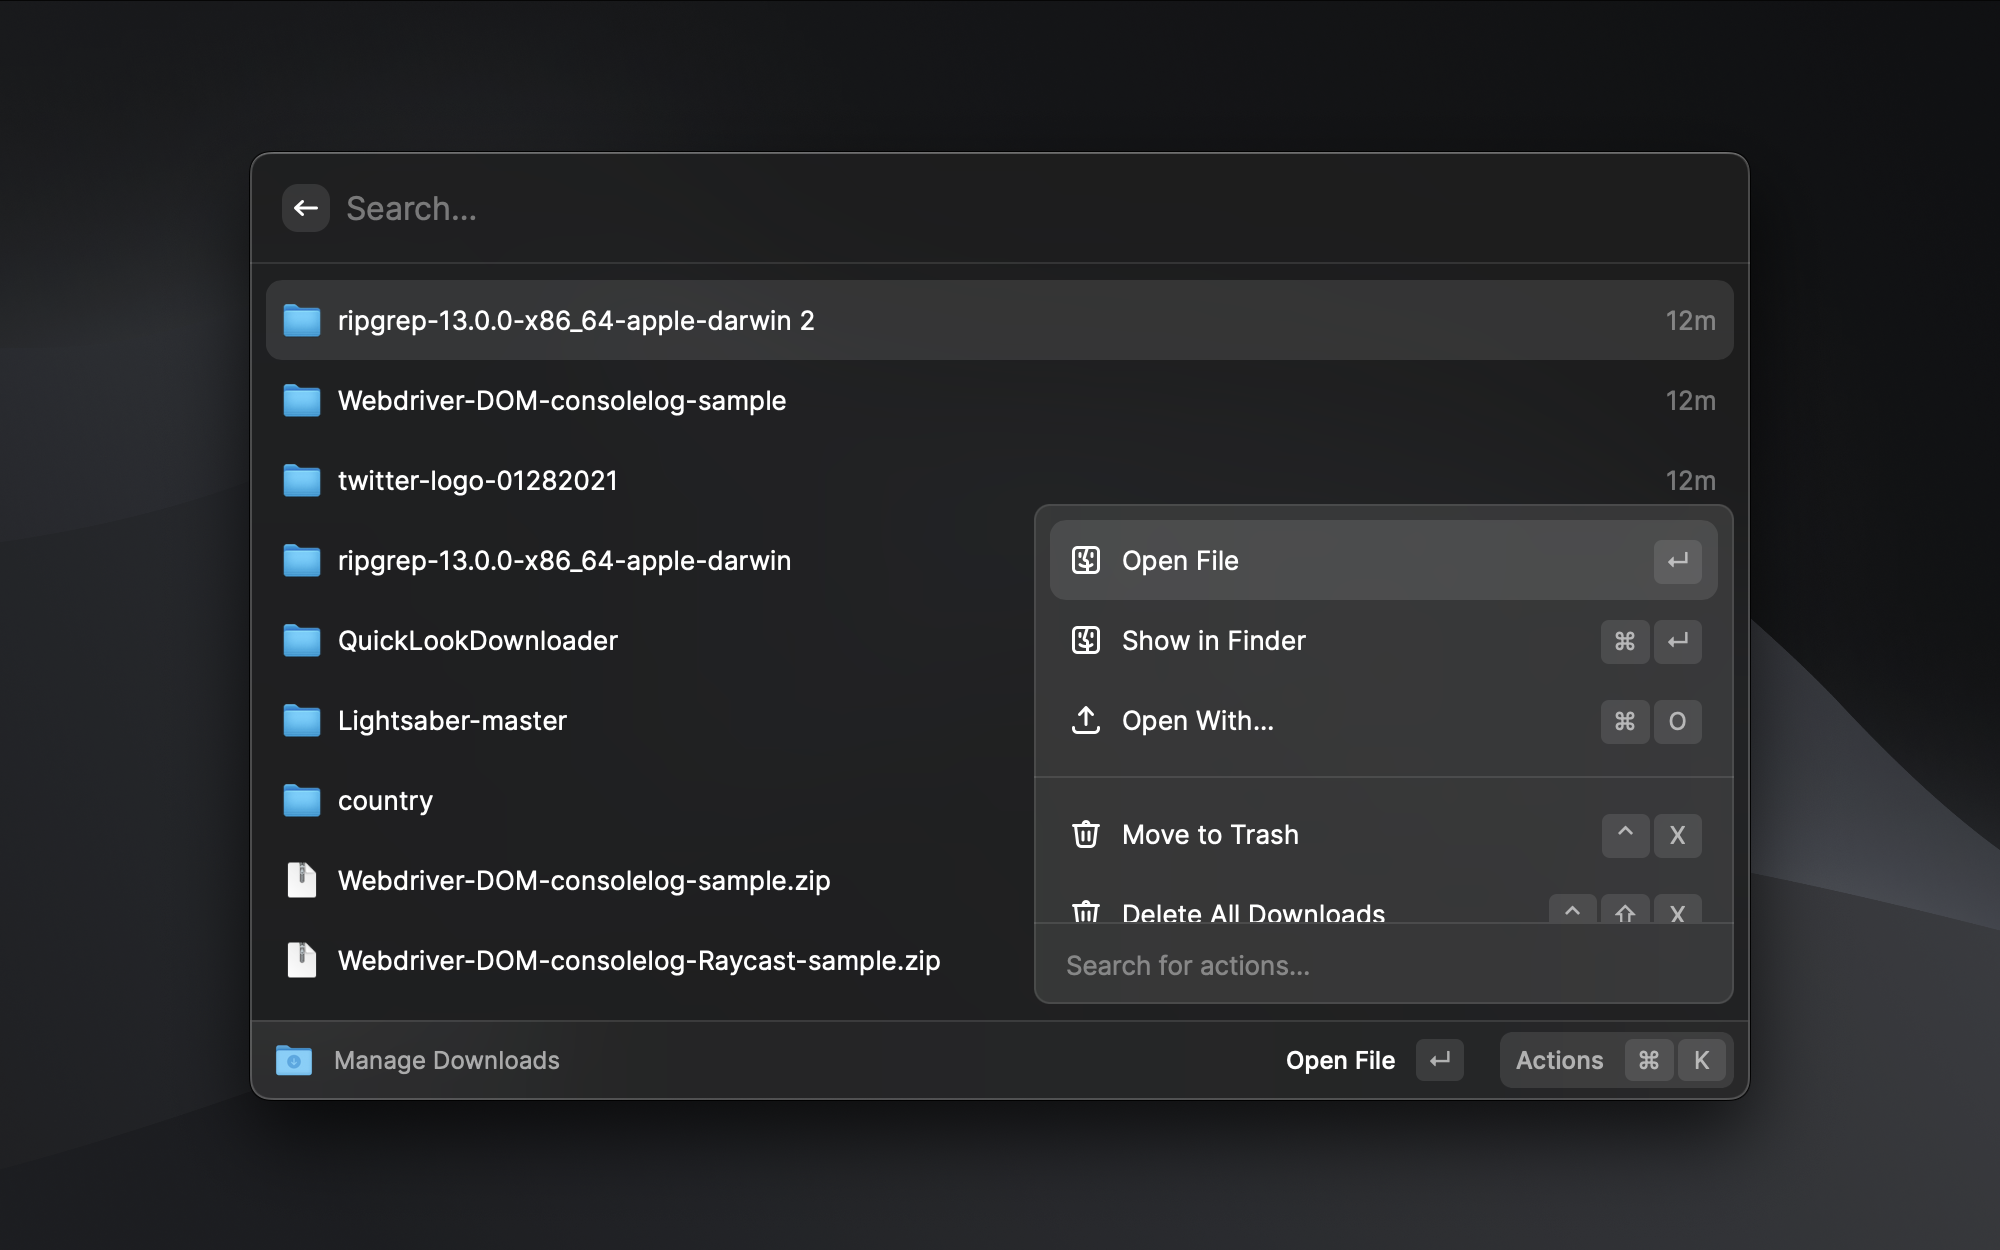 Search...
ripgrep-13.0.0-x86_64-apple-darwin 2 12m
Webdriver-DOM-consolelog-sample 12m
twitter-logo-01282021 12m
ripgrep-13.0.0-x86_64-apple-darwin
QuickLookDownloader
Lightsaber-master
country
Webdriver-DOM-consolelog-sample.zip
Webdriver-DOM-consolelog-Raycast-sample.zip
Open File ↵
Show in Finder ⌘ ↵
Open With... ⌘ O
Move to Trash ^ X
Delete All Downloads ^ ⇧ X
Search for actions...
Manage Downloads
Open File ↵ Actions ⌘ K